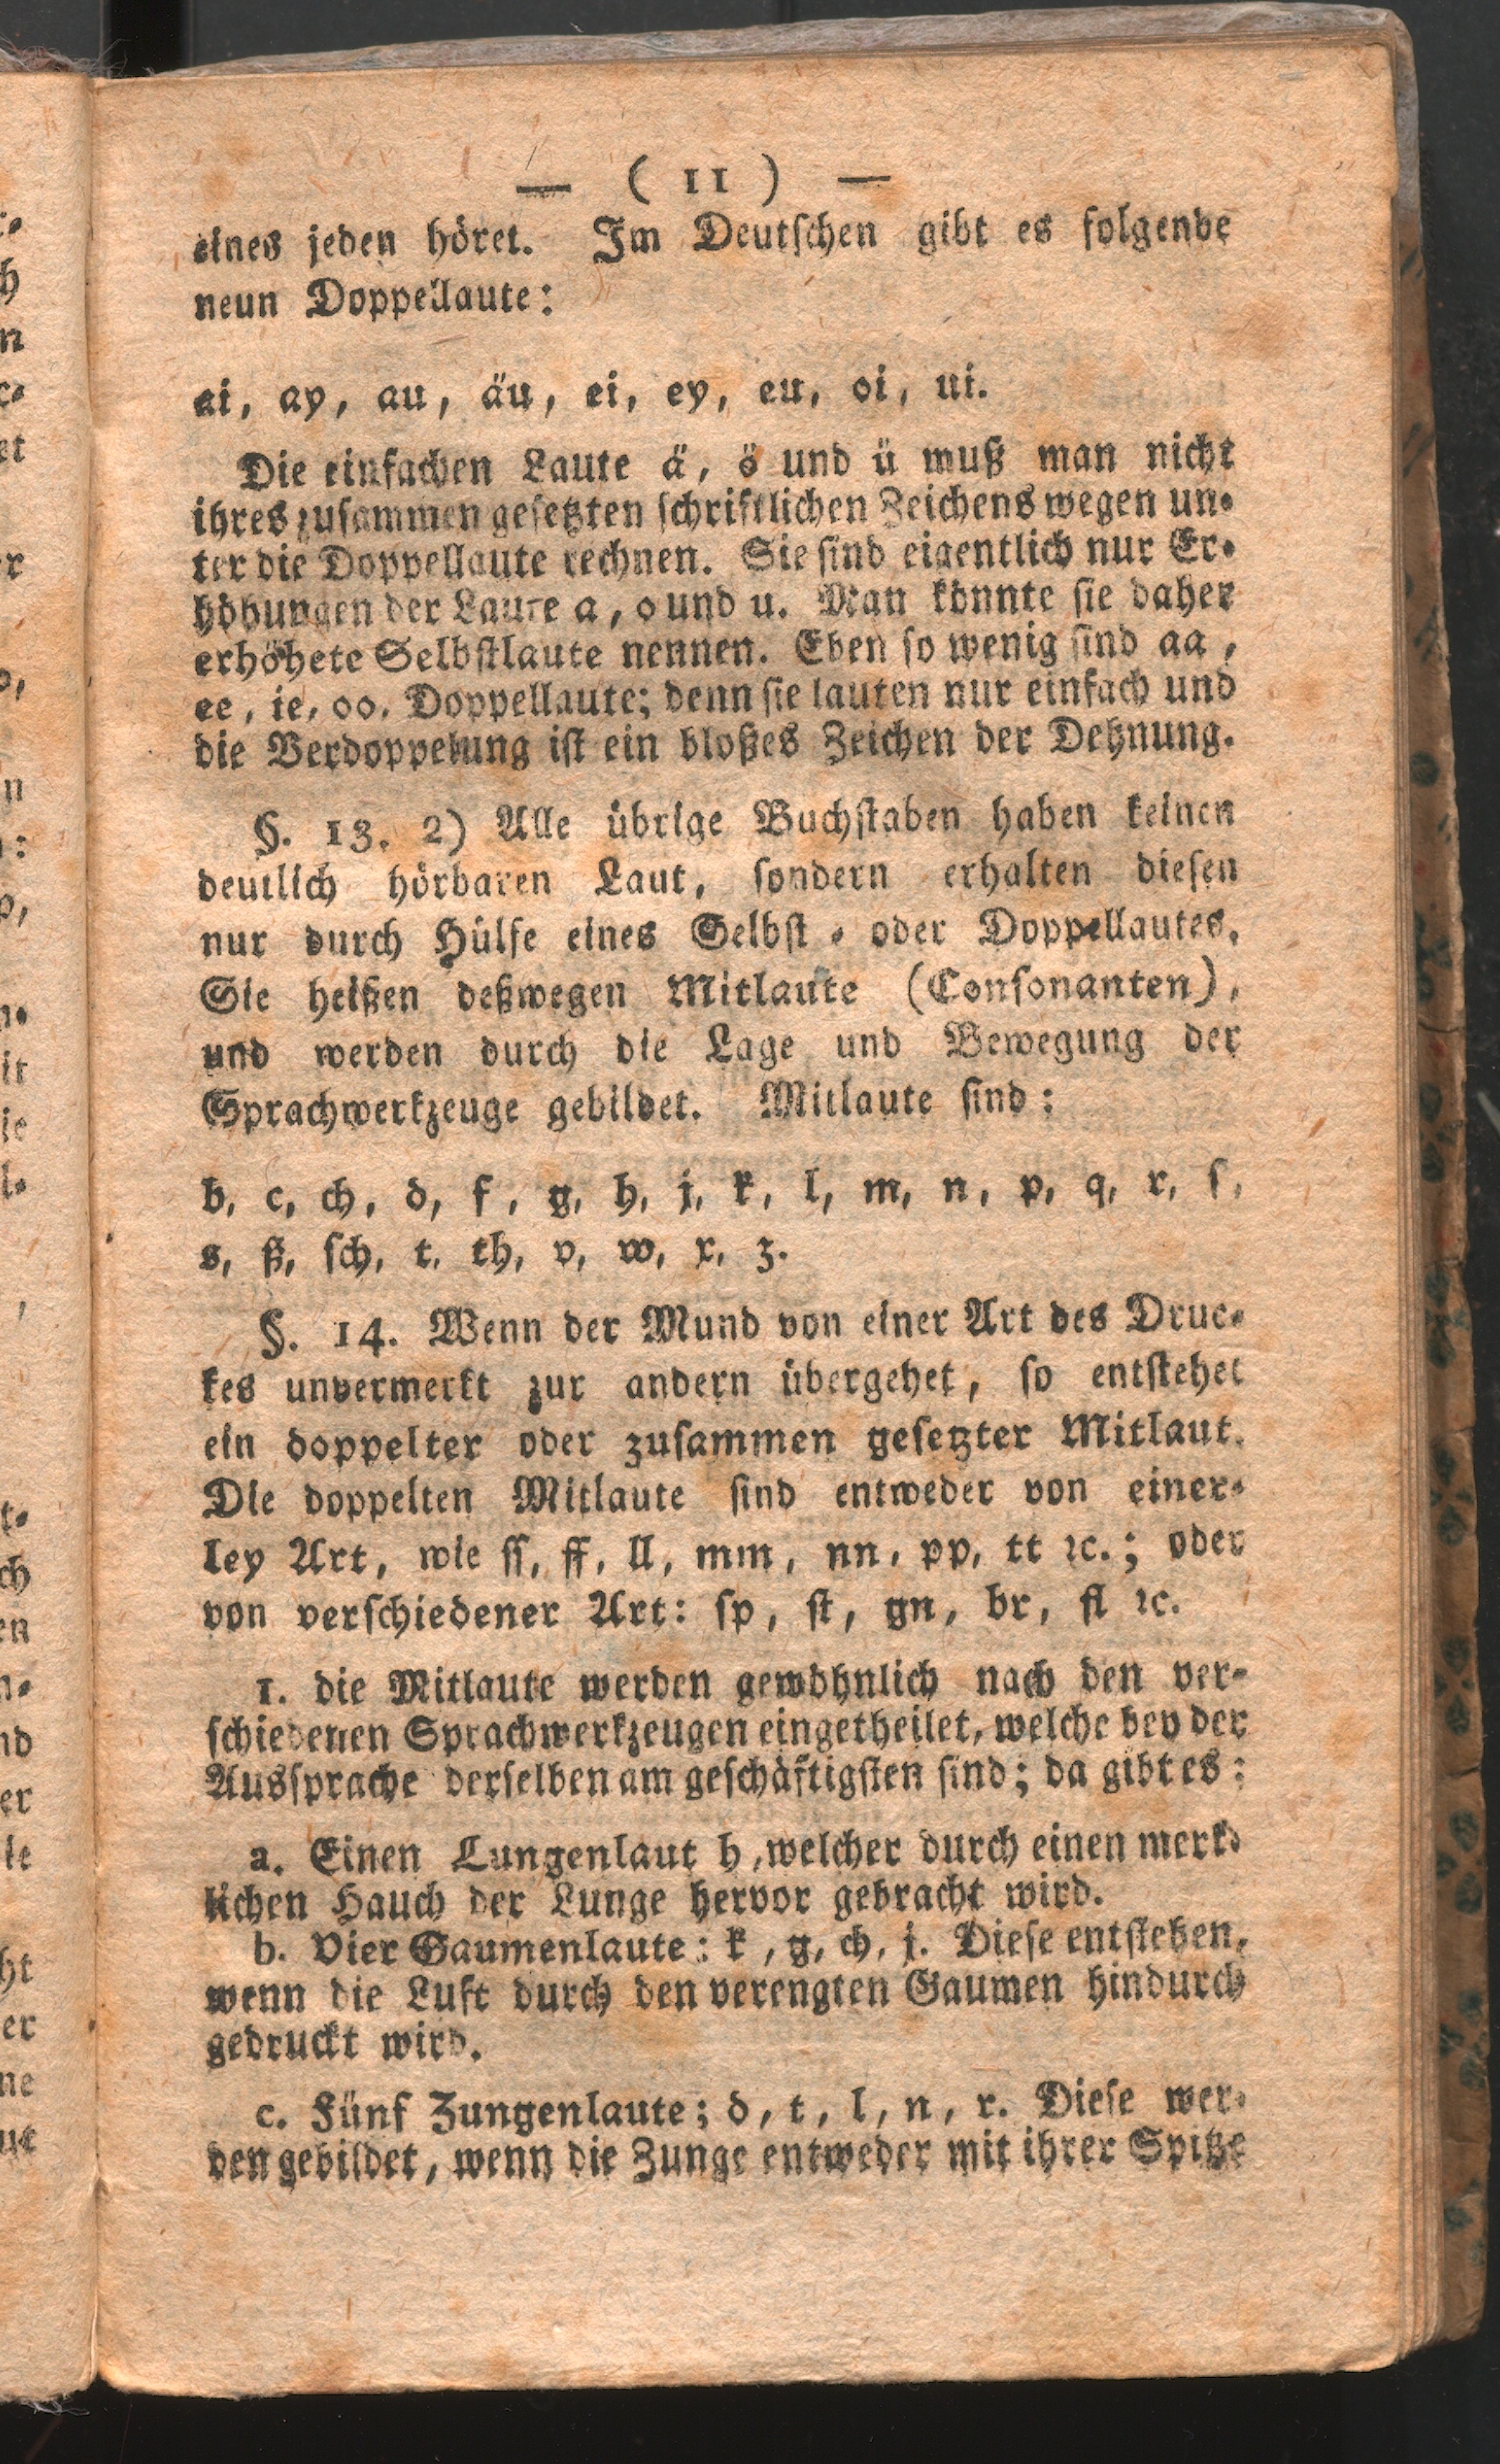 — ( 11 ) —
eines jeden höret. Im Deutschen gibt es folgende
neun Doppellaute:
ai, ay, au, äu, ei, ey, eu, oi, ui.
Die einfachen Laute ä, ö und ü muß man nicht
ihres zusammen gesetzten schriftlichen Zeichens wegen un-
ter die Doppellaute rechnen. Sie sind eigentlich nur Er-
höhungen der Laute a, o und u. Man könnte sie daher
erhöhete Selbstlaute nennen. Eben so wenig sind aa,
ee, ie, oo, Doppellaute; denn sie lauten nur einfach und
die Verdoppelung ist ein bloßes Zeichen der Dehnung.
§. 13. 2) Alle übrige Buchstaben haben keinen
deutlich hörbaren Laut, sondern erhalten diesen
nur durch Hülfe eines Selbst- oder Doppellautes.
Sie heißen deßwegen Mitlaute (Consonanten),
und werden durch die Lage und Bewegung der
Sprachwerkzeuge gebildet. Mitlaute sind:
b, c, ch, d, f, g, h, j, k, l, m, n, p, q, r, ſ,
s, ß, sch, t, th, v, w, x, z.
§. 14. Wenn der Mund von einer Art des Druc-
kes unvermerkt zur andern übergehet, so entstehet
ein doppelter oder zusammen gesetzter Mitlaut.
Die doppelten Mitlaute sind entweder von einer-
ley Art, wie ss, ff, ll, mm, nn, pp, tt ꝛc.; oder
von verschiedener Art: sp, st, gn, br, fl ꝛc.
1. die Mitlaute werden gewöhnlich nach den ver-
schiedenen Sprachwerkzeugen eingetheilet, welche bey der
Aussprache derselben am geschäftigsten sind; da gibt es:
a. Einen Lungenlaut h, welcher durch einen merk-
lichen Hauch der Lunge hervor gebracht wird.
b. Vier Gaumenlaute: k, g, ch, j. Diese entstehen,
wenn die Luft durch den verengten Gaumen hindurch
gedruckt wird.
c. Fünf Zungenlaute; d, t, l, n, r. Diese wer-
den gebildet, wenn die Zunge entweder mit ihrer Spitze